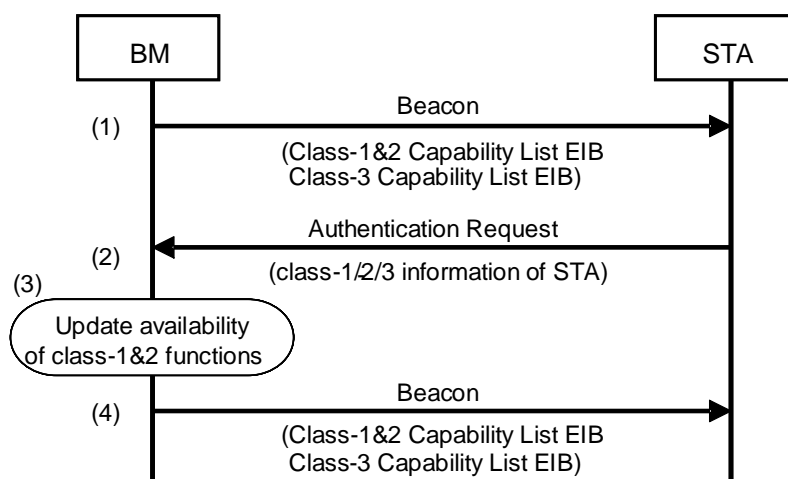 BM
STA
Beacon
(1)
(Class-1&2 Capability List EIB
Class-3 Capability List EIB)
Authentication Request
(2)
(class-1/2/3 information of STA)
(3)
Update availability
of class-1&2 functions
Beacon
(4)
(Class-1&2 Capability List EIB
Class-3 Capability List EIB)